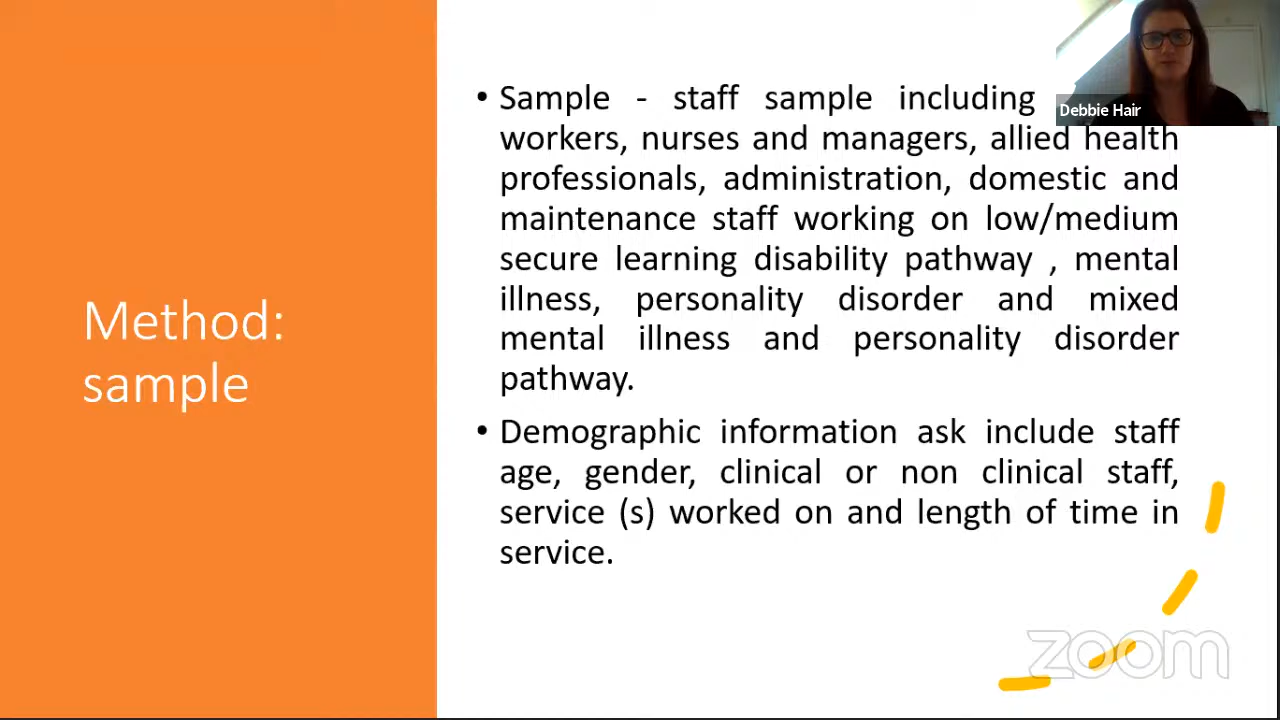 Method:
sample
• Sample - staff sample including
workers, nurses and managers, allied health
professionals, administration, domestic and
maintenance staff working on low/medium
secure learning disability pathway , mental
illness, personality disorder and mixed
mental illness and personality disorder
pathway.
• Demographic information ask include staff
age, gender, clinical or non clinical staff,
service (s) worked on and length of time in
service.
Debbie Hair
zoom